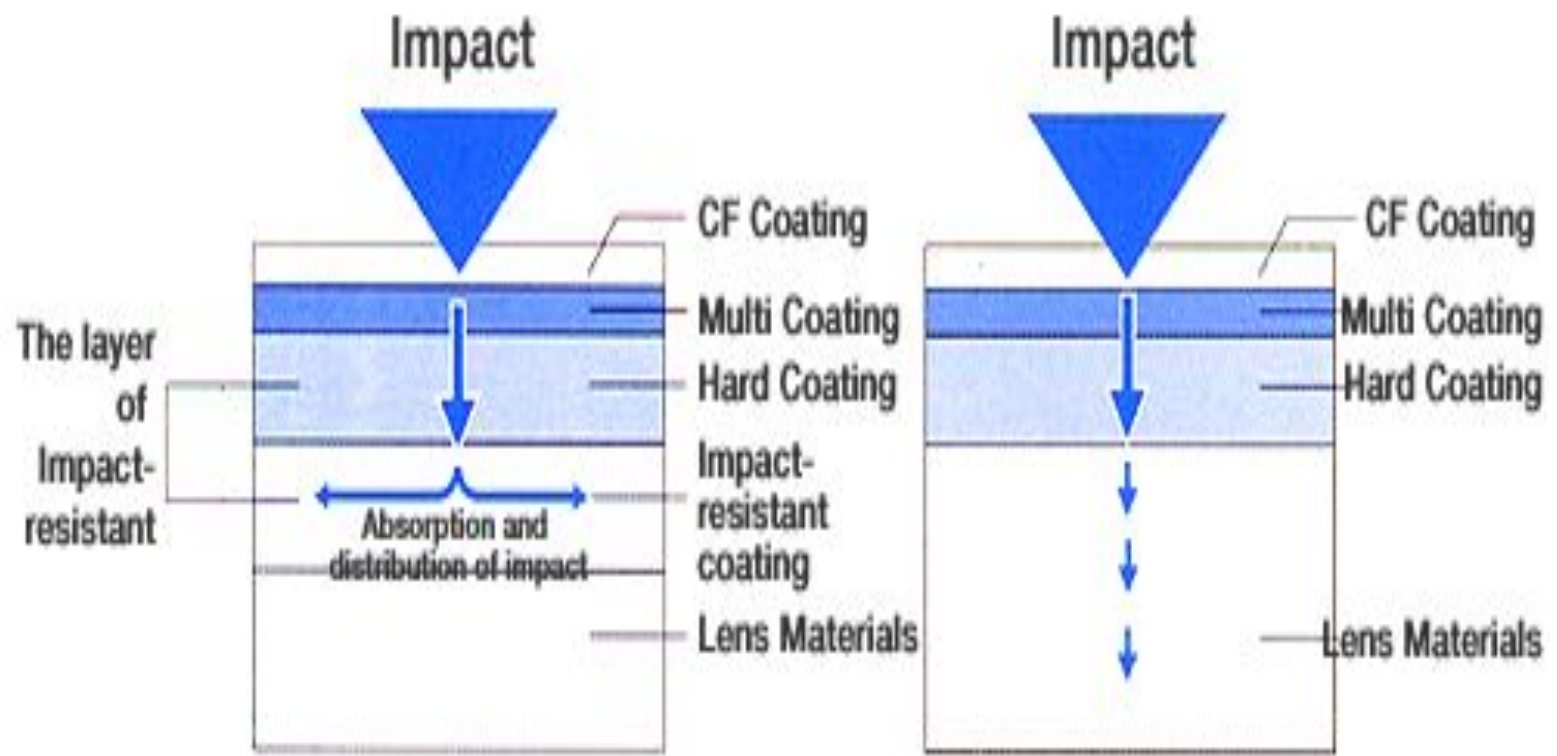 Impact
CF Coating
Multi Coating
Hard Coating
Impact-
resistant
coating
Lens Materials
The layer
of
Impact-
resistant
Absorption and
distribution of impact
Impact
CF Coating
Multi Coating
Hard Coating
Lens Materials